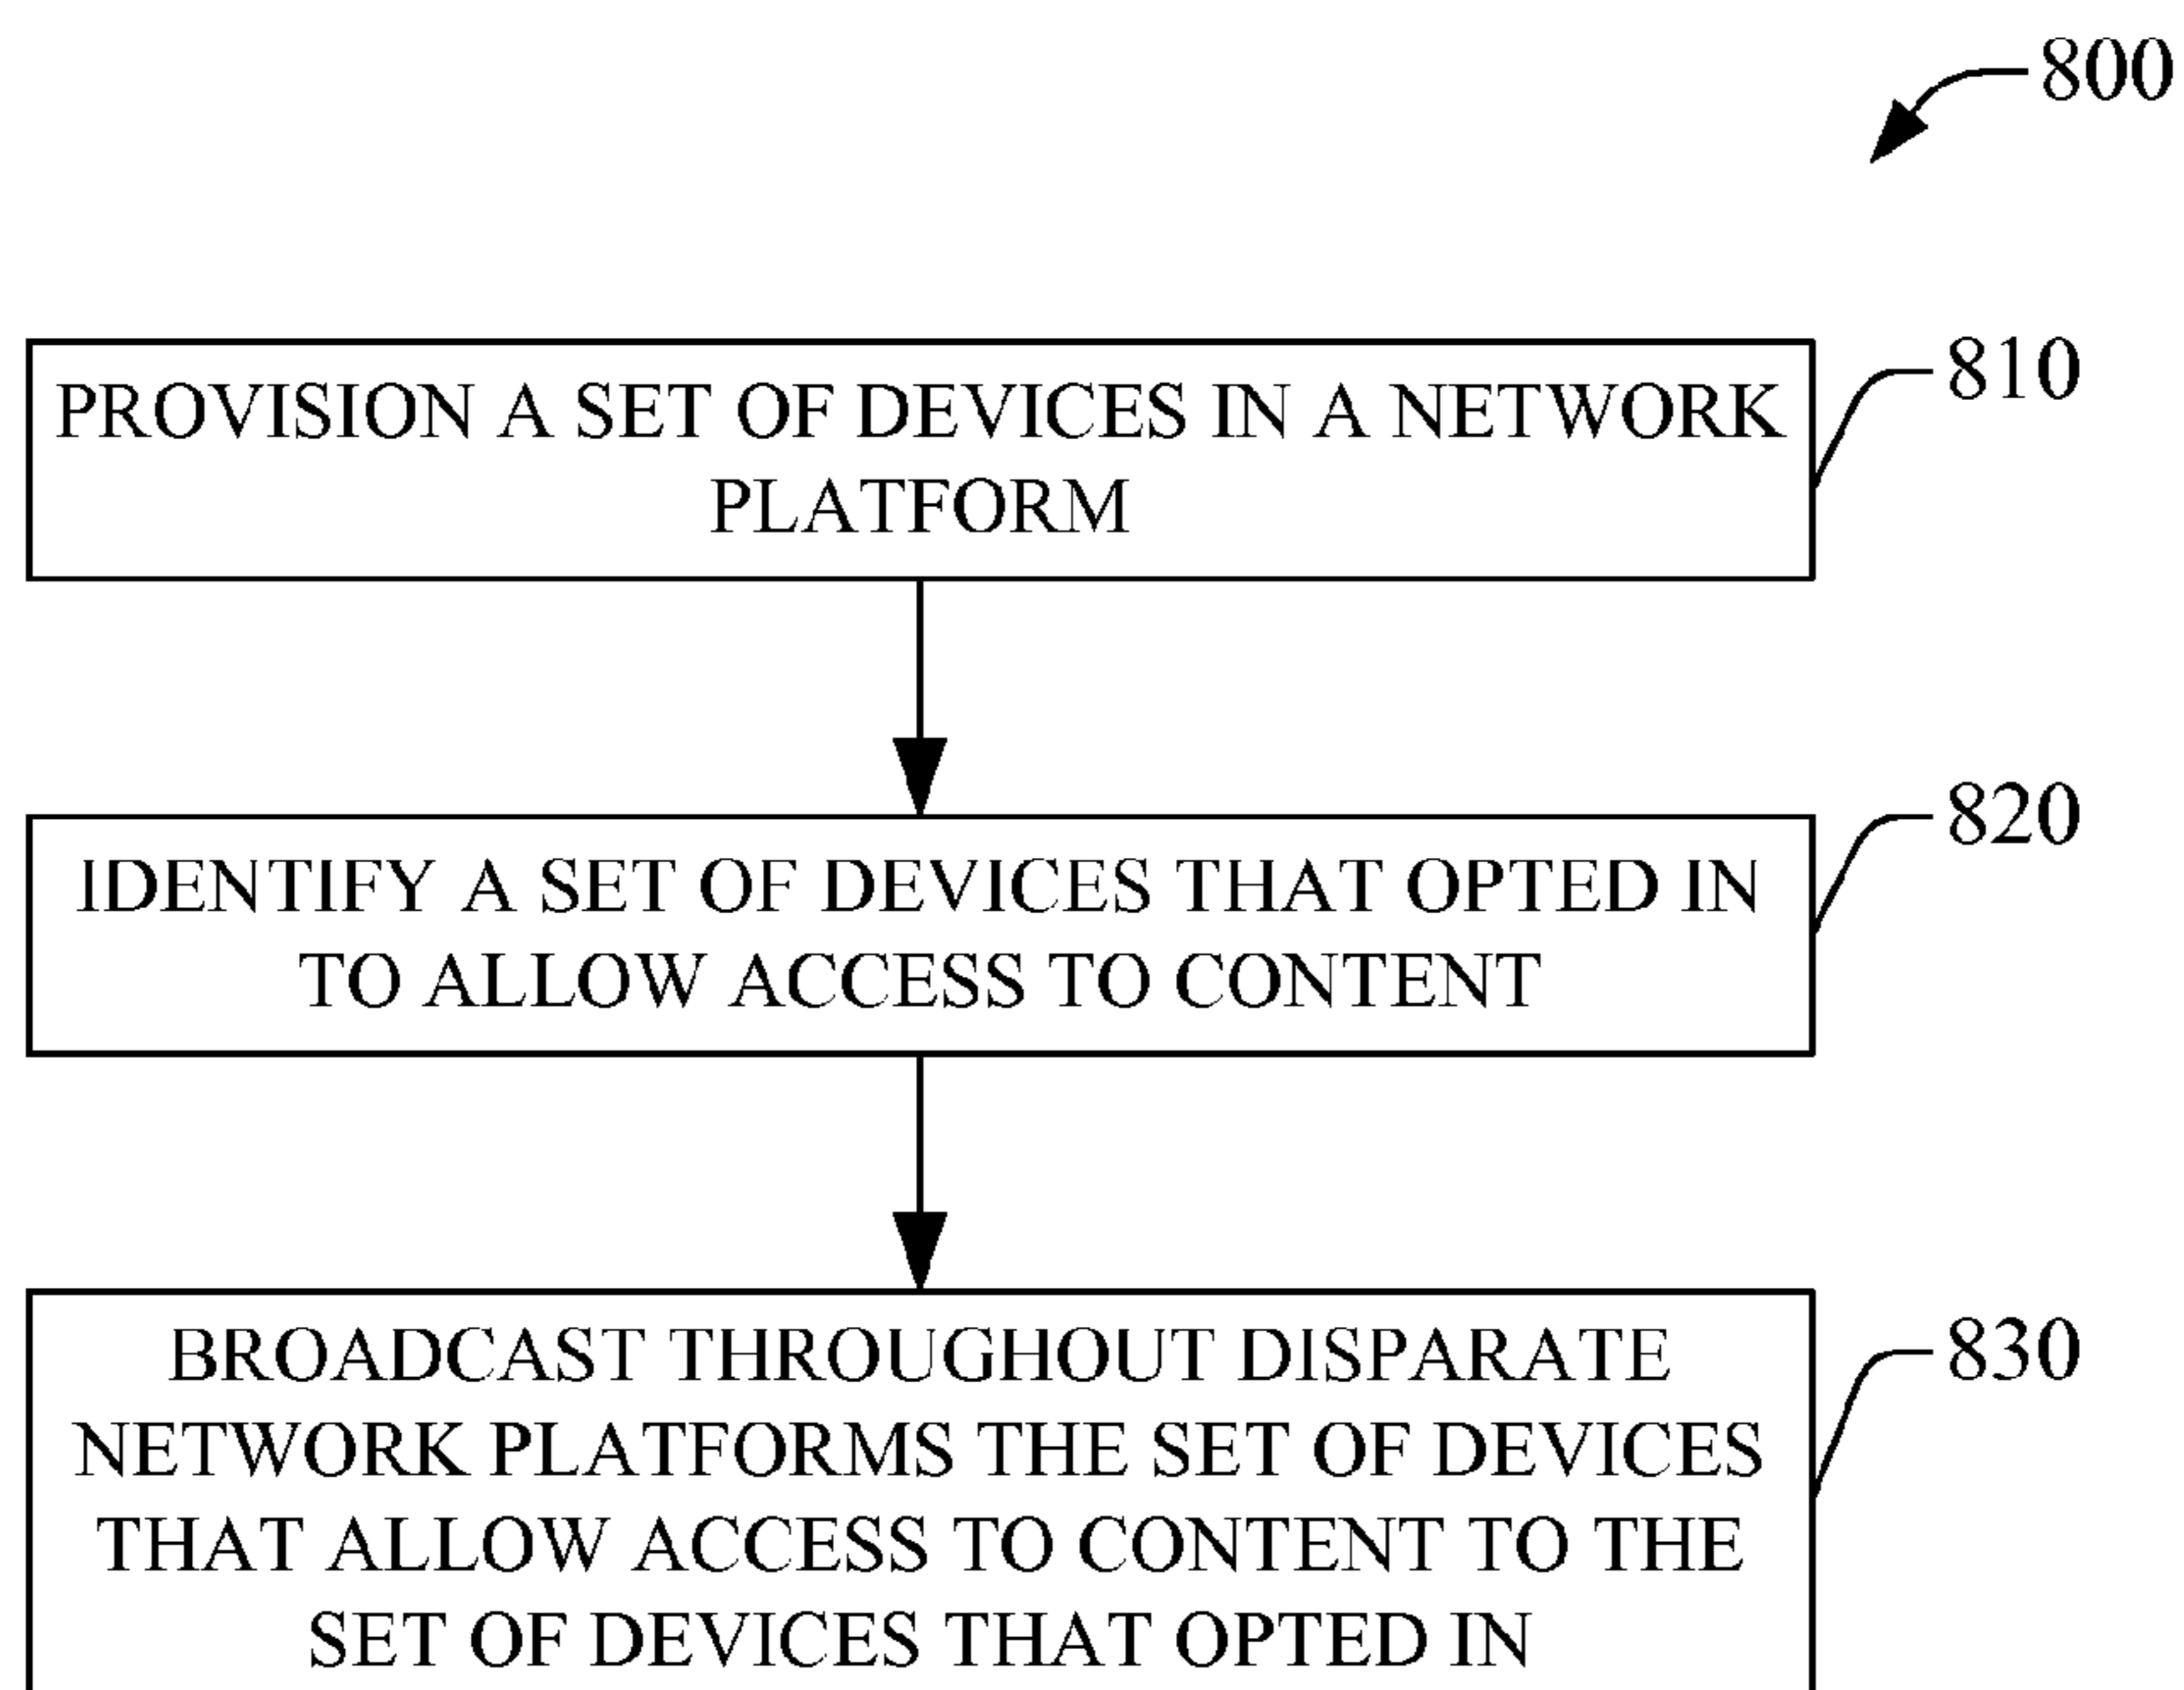 800
PROVISION A SET OF DEVICES IN A NETWORK
PLATFORM
810
IDENTIFY A SET OF DEVICES THAT OPTED IN
TO ALLOW ACCESS TO CONTENT
820
BROADCAST THROUGHOUT DISPARATE
NETWORK PLATFORMS THE SET OF DEVICES
THAT ALLOW ACCESS TO CONTENT TO THE
SET OF DEVICES THAT OPTED IN
830